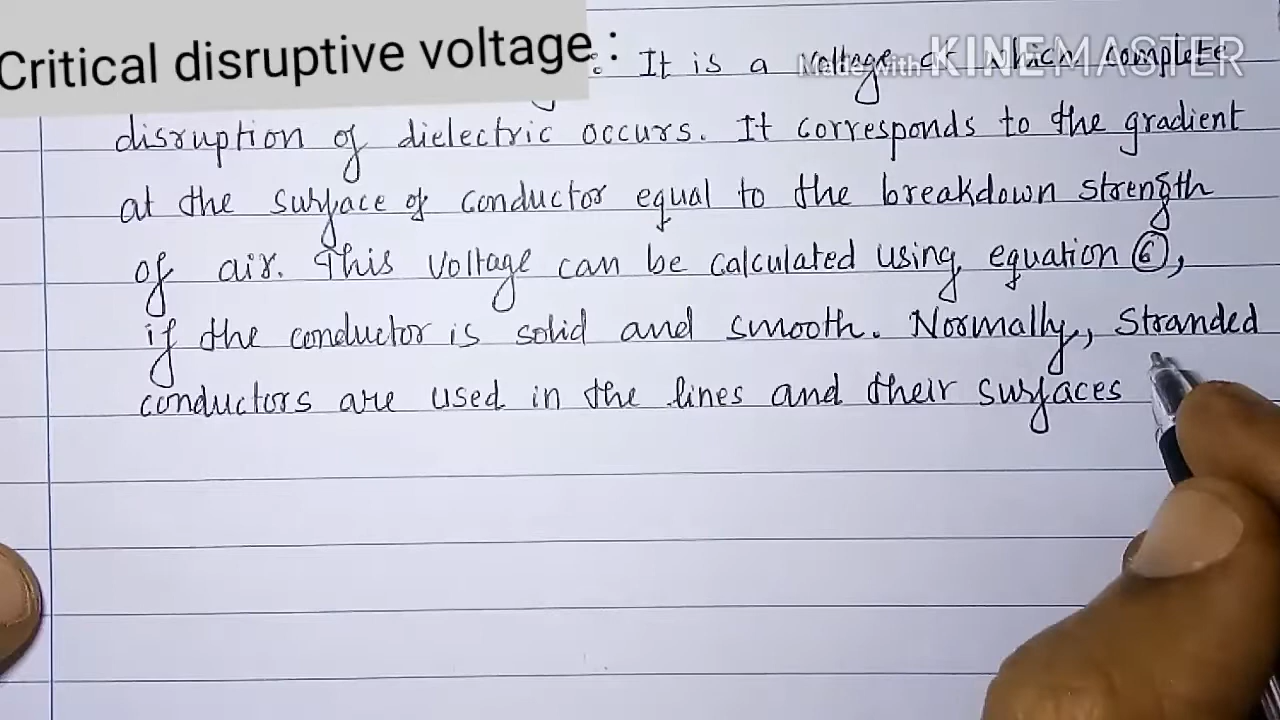 Critical disruptive voltage : It is a voltage at which complete
Made with KINEMASTER
disruption of dielectric occurs. It corresponds to the gradient
at the surface of conductor equal to the breakdown strength
of air. This voltage can be calculated using equation ⑥,
if the conductor is solid and smooth. Normally, stranded
conductors are used in the lines and their surfaces